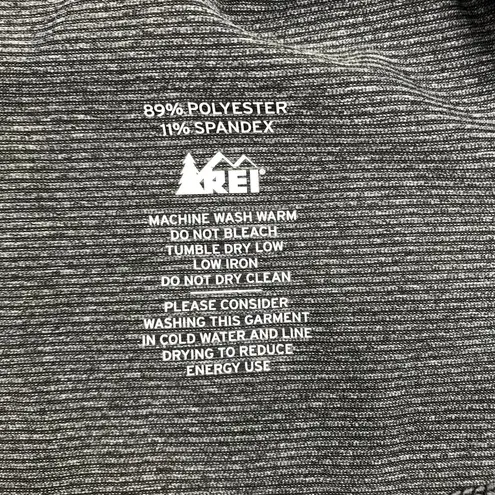 89% POLYESTER
11% SPANDEX
REI®
MACHINE WASH WARM
DO NOT BLEACH
TUMBLE DRY LOW
LOW IRON
DO NOT DRY CLEAN
PLEASE CONSIDER
WASHING THIS GARMENT
IN COLD WATER AND LINE
DRYING TO REDUCE
ENERGY USE